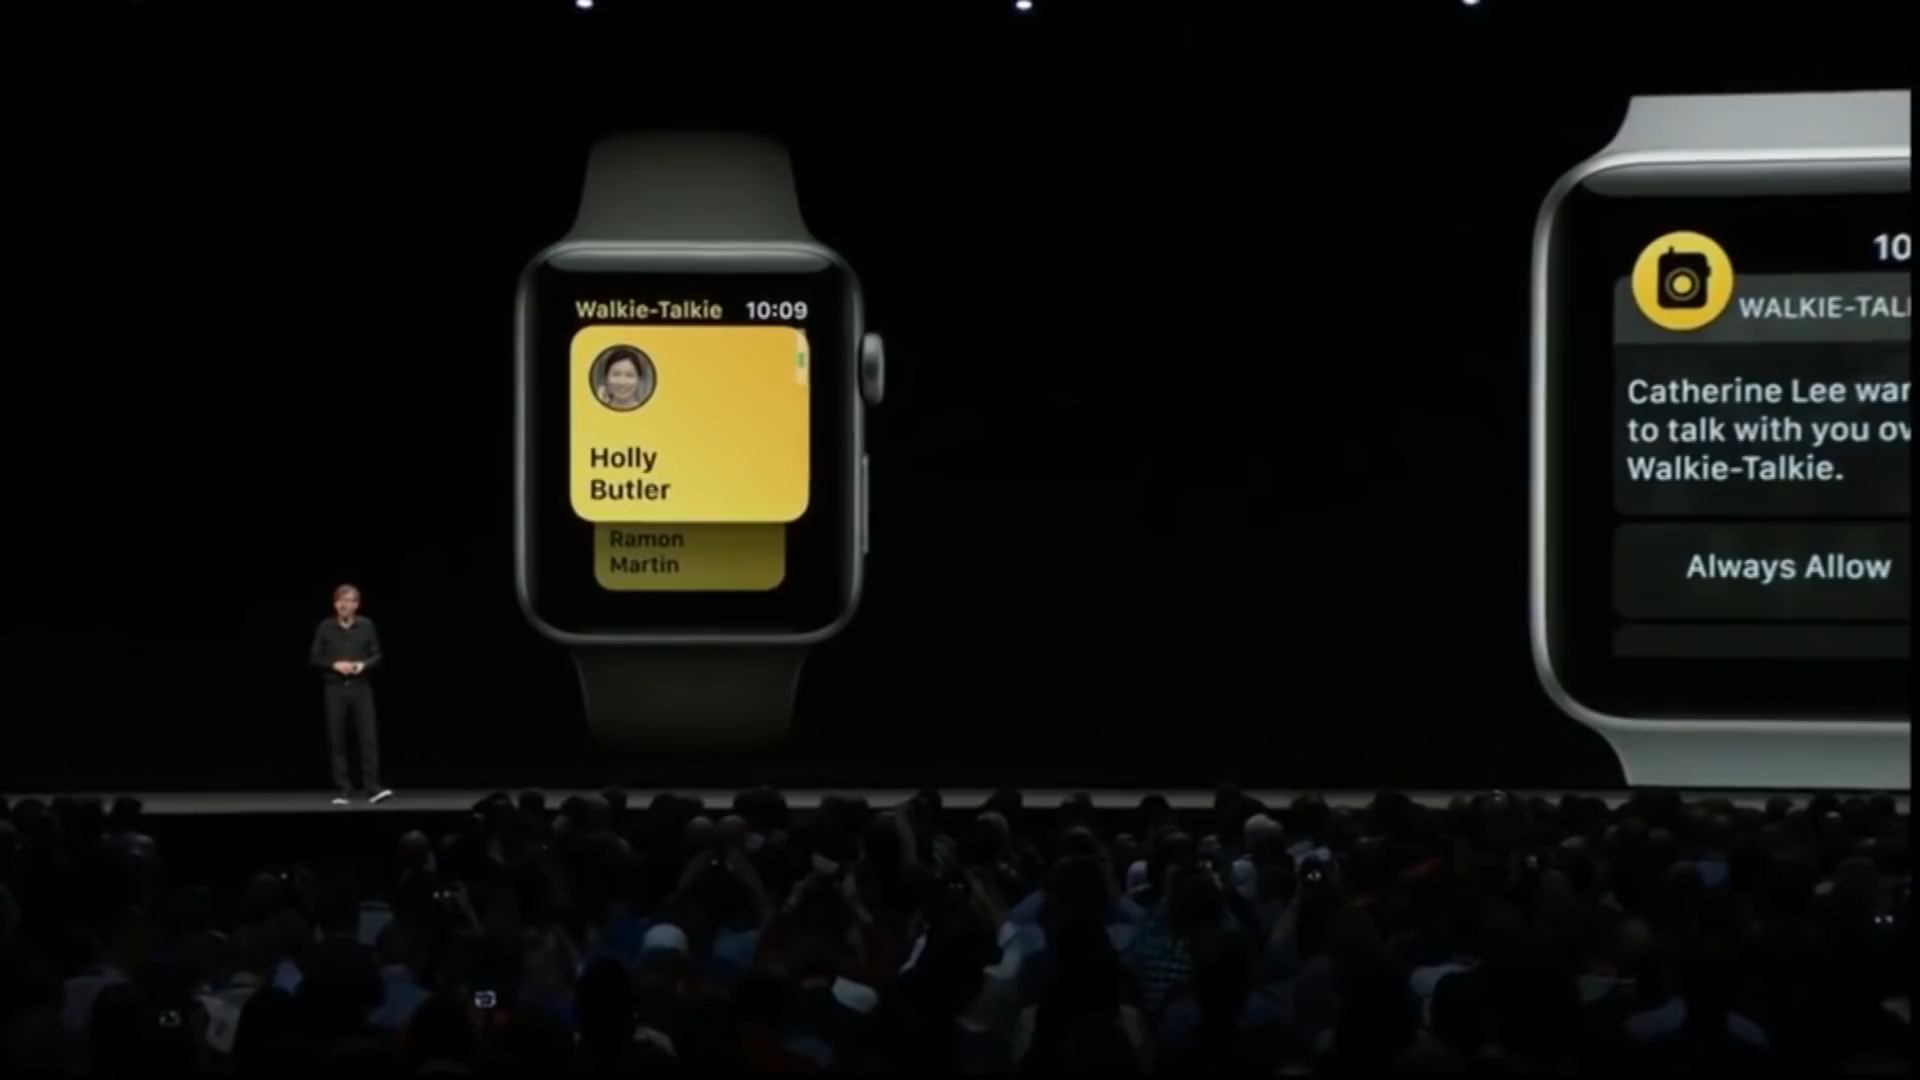 Walkie-Talkie 10:09
Holly
Butler
Ramon
Martin
10
WALKIE-TAL
Catherine Lee wan
to talk with you ov
Walkie-Talkie.
Always Allow